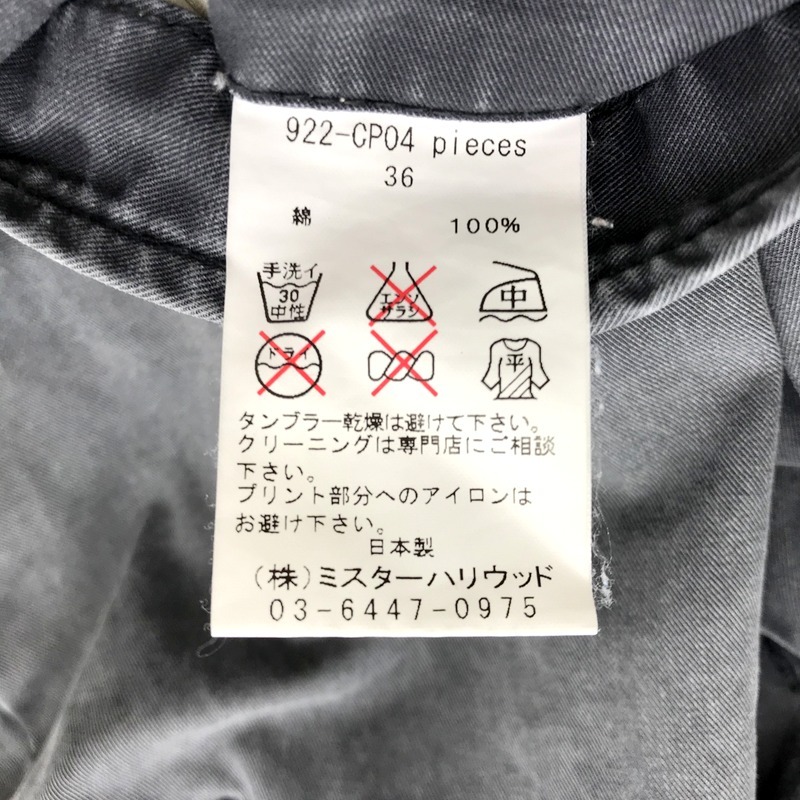 922-CP04 pieces
36
綿 100%
手洗イ
30
中性
エンソ
サラシ
中
ドライ
平
タンブラー乾燥は避けて下さい。
クリーニングは専門店にご相談
下さい。
プリント部分へのアイロンは
お避け下さい。
日本製
(株)ミスターハリウッド
03-6447-0975